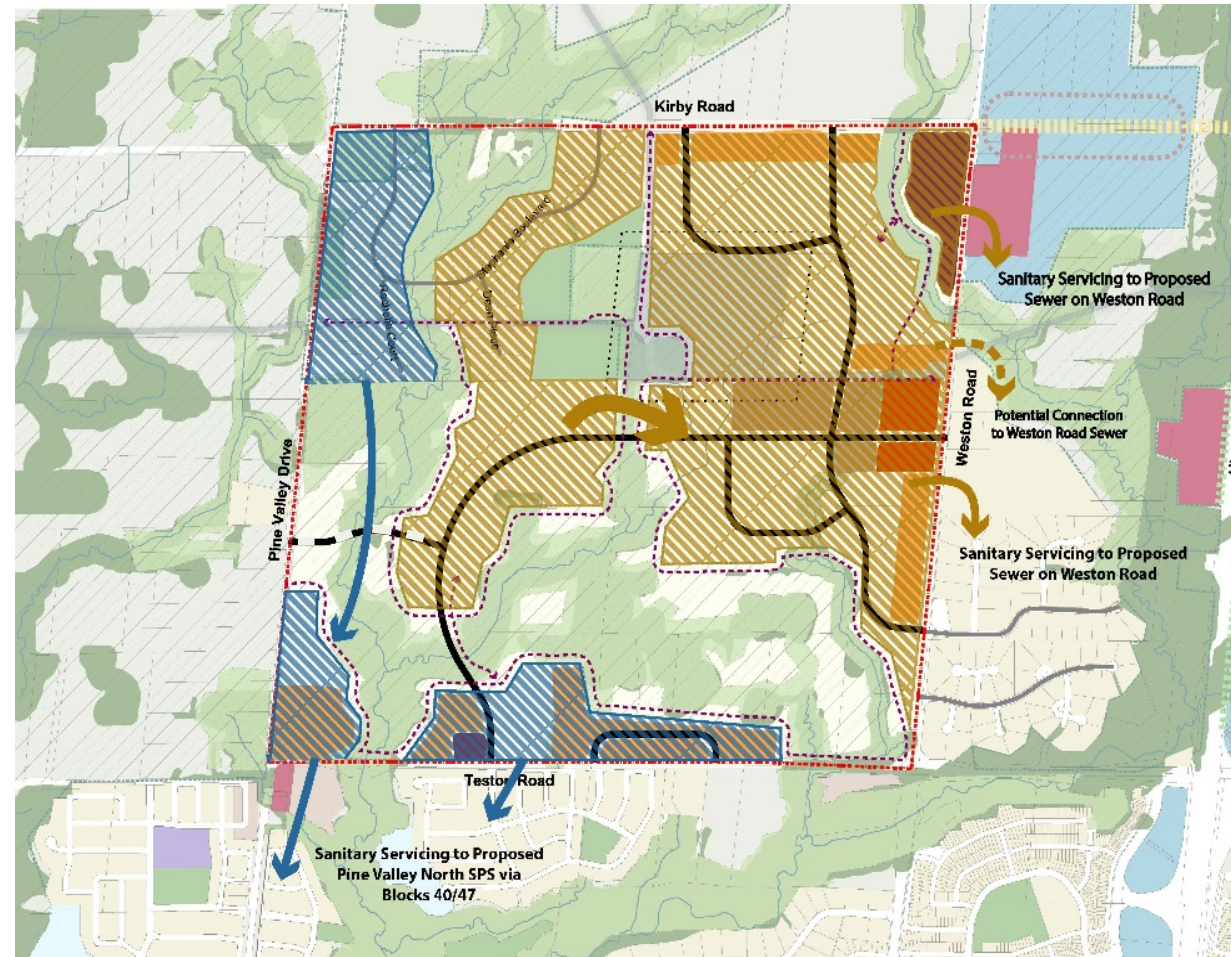 Kirby Road
Sanitary Servicing to Proposed
Sewer on Weston Road
Potential Connection
to Weston Road Sewer
Weston Road
Pine Valley Drive
Sanitary Servicing to Proposed
Sewer on Weston Road
Teston Road
Sanitary Servicing to Proposed
Pine Valley North SPS via
Blocks 40/47